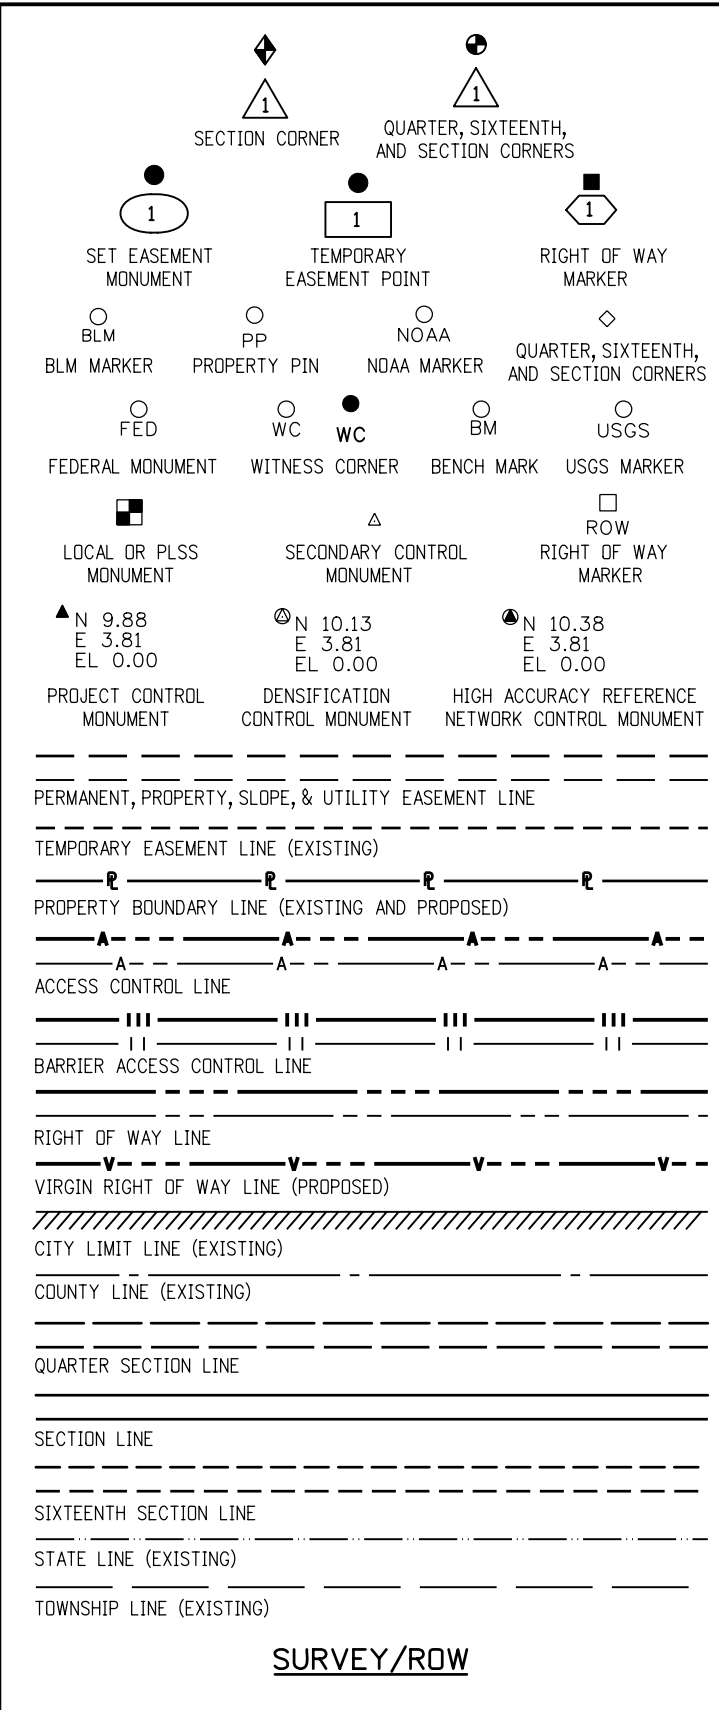 1
1
SECTION CORNER
QUARTER, SIXTEENTH,
AND SECTION CORNERS
1
1
1
SET EASEMENT
MONUMENT
TEMPORARY
EASEMENT POINT
RIGHT OF WAY
MARKER
BLM
BLM MARKER
PP
PROPERTY PIN
NOAA
NOAA MARKER
QUARTER, SIXTEENTH,
AND SECTION CORNERS
FED
FEDERAL MONUMENT
WC WC
WITNESS CORNER
BM
BENCH MARK
USGS
USGS MARKER
LOCAL OR PLSS
MONUMENT
SECONDARY CONTROL
MONUMENT
ROW
RIGHT OF WAY
MARKER
N 9.88
E 3.81
EL 0.00
PROJECT CONTROL
MONUMENT
N 10.13
E 3.81
EL 0.00
DENSIFICATION
CONTROL MONUMENT
N 10.38
E 3.81
EL 0.00
HIGH ACCURACY REFERENCE
NETWORK CONTROL MONUMENT
PERMANENT, PROPERTY, SLOPE, & UTILITY EASEMENT LINE
TEMPORARY EASEMENT LINE (EXISTING)
PL PL PL PL
PROPERTY BOUNDARY LINE (EXISTING AND PROPOSED)
A A A A
A A A A
ACCESS CONTROL LINE
BARRIER ACCESS CONTROL LINE
RIGHT OF WAY LINE
V V V V
VIRGIN RIGHT OF WAY LINE (PROPOSED)
CITY LIMIT LINE (EXISTING)
COUNTY LINE (EXISTING)
QUARTER SECTION LINE
SECTION LINE
SIXTEENTH SECTION LINE
STATE LINE (EXISTING)
TOWNSHIP LINE (EXISTING)
SURVEY/ROW